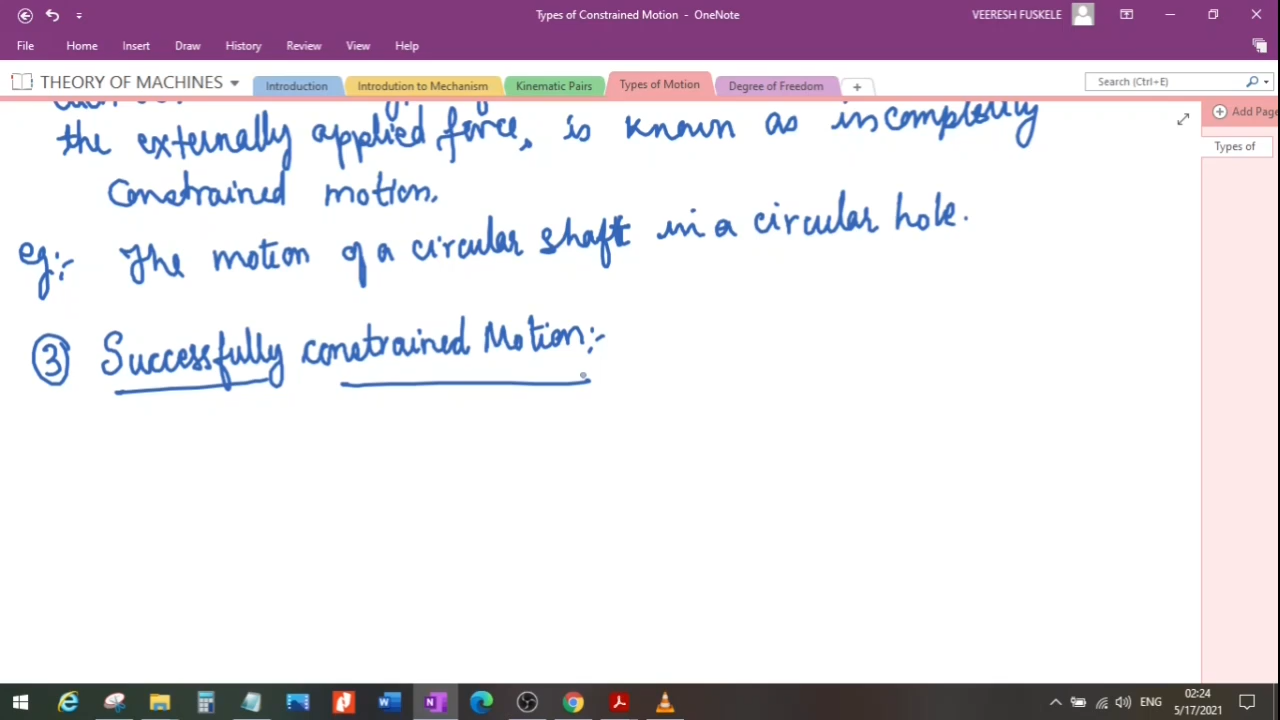 Types of Constrained Motion - OneNote
VEERESH FUSKELE
File Home Insert Draw History Review View Help
THEORY OF MACHINES
Introduction
Introdution to Mechanism
Kinematic Pairs
Types of Motion
Degree of Freedom
Search (Ctrl+E)
Add Page
Types of
the externally applied force, is known as incompletely
Constrained motion.
eg:- The motion of a circular shaft in a circular hole.
③ Successfully constrained Motion:-
ENG
02:24
5/17/2021